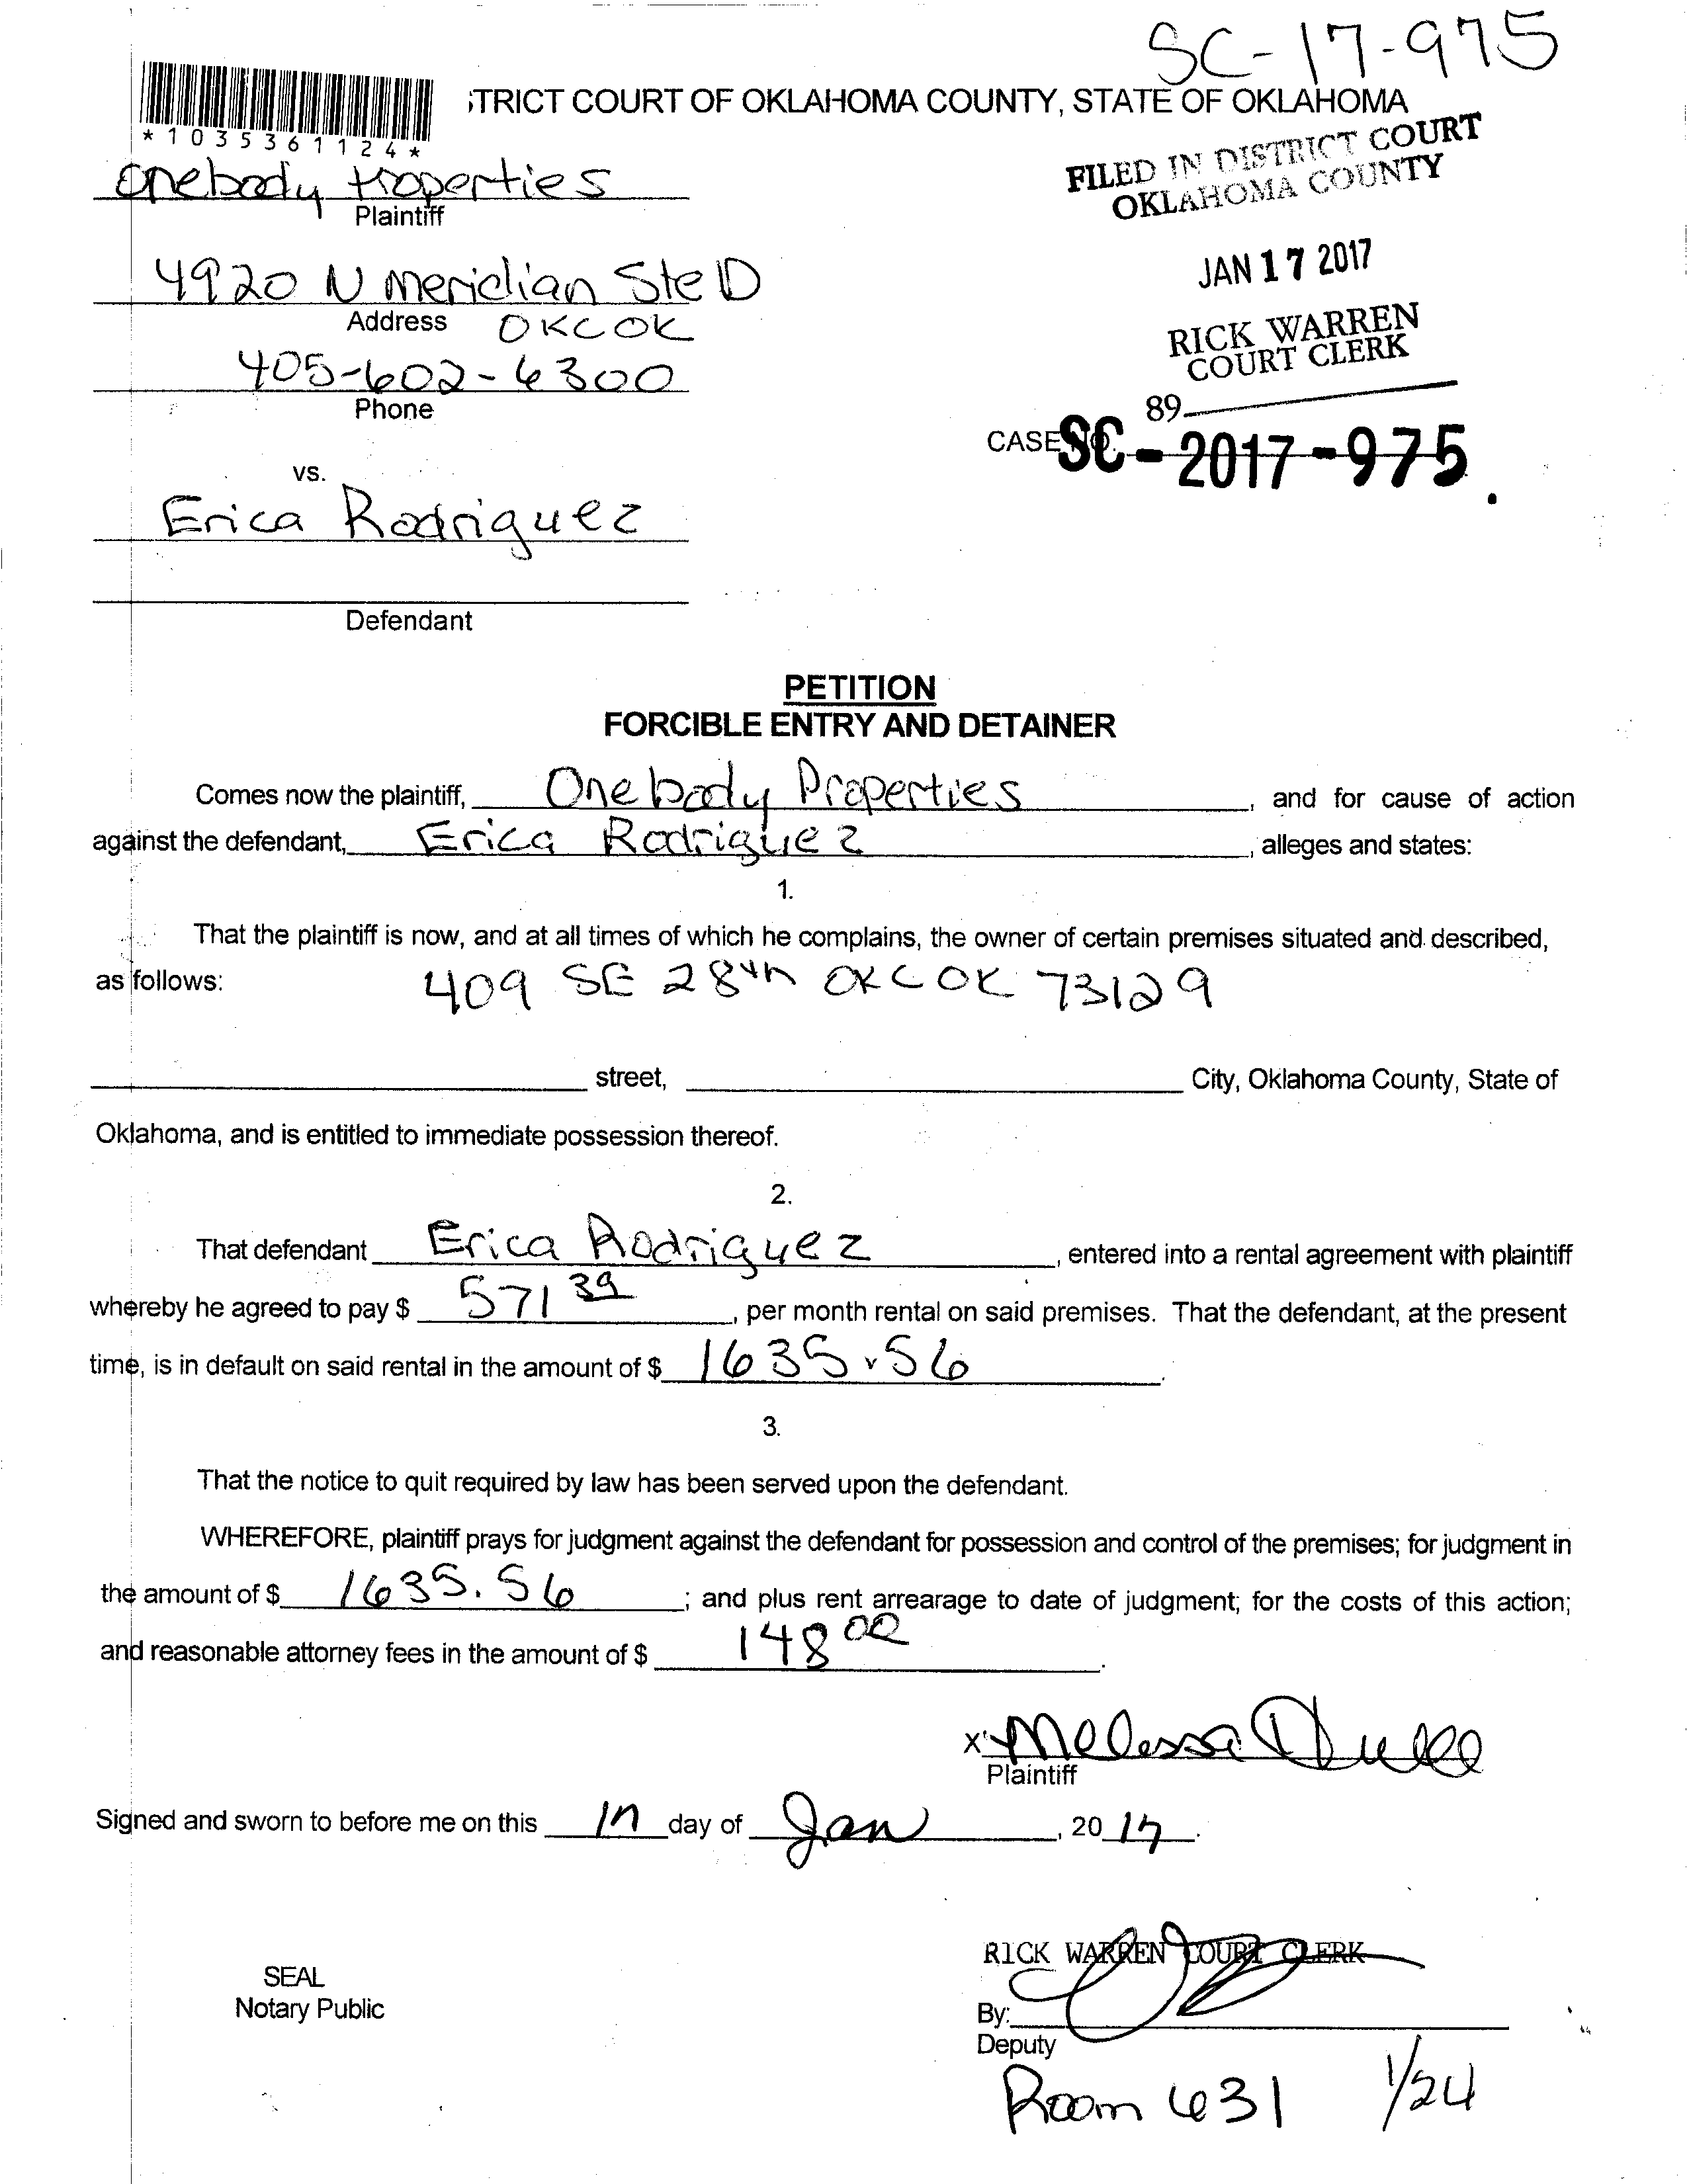 SC-17-975
STRICT COURT OF OKLAHOMA COUNTY, STATE OF OKLAHOMA
*1035361124*
FILED IN DISTRICT COURT
OKLAHOMA COUNTY
Onebody Properties
Plaintiff
JAN 17 2017
4920 N Meridian Ste D
Address OKC OK
RICK WARREN
COURT CLERK
405-602-6300
Phone
89
CASE NO. SC-2017-975
vs.
Erica Rodriguez
Defendant
PETITION
FORCIBLE ENTRY AND DETAINER
Comes now the plaintiff, Onebody Properties, and for cause of action
against the defendant, Erica Rodriguez, alleges and states:
1.
That the plaintiff is now, and at all times of which he complains, the owner of certain premises situated and described,
as follows: 409 SE 28th OKC OK 73129
street, City, Oklahoma County, State of
Oklahoma, and is entitled to immediate possession thereof.
2.
That defendant Erica Rodriguez, entered into a rental agreement with plaintiff
whereby he agreed to pay $ 571 39, per month rental on said premises. That the defendant, at the present
time, is in default on said rental in the amount of $ 1635.56.
3.
That the notice to quit required by law has been served upon the defendant.
WHEREFORE, plaintiff prays for judgment against the defendant for possession and control of the premises; for judgment in
the amount of $ 1635.56; and plus rent arrearage to date of judgment; for the costs of this action;
and reasonable attorney fees in the amount of $ 148 00.
X Melissa
Plaintiff
Signed and sworn to before me on this 17 day of Jan, 20 17.
RICK WARREN COURT CLERK
SEAL
Notary Public
By:
Deputy
Room 631 1/24